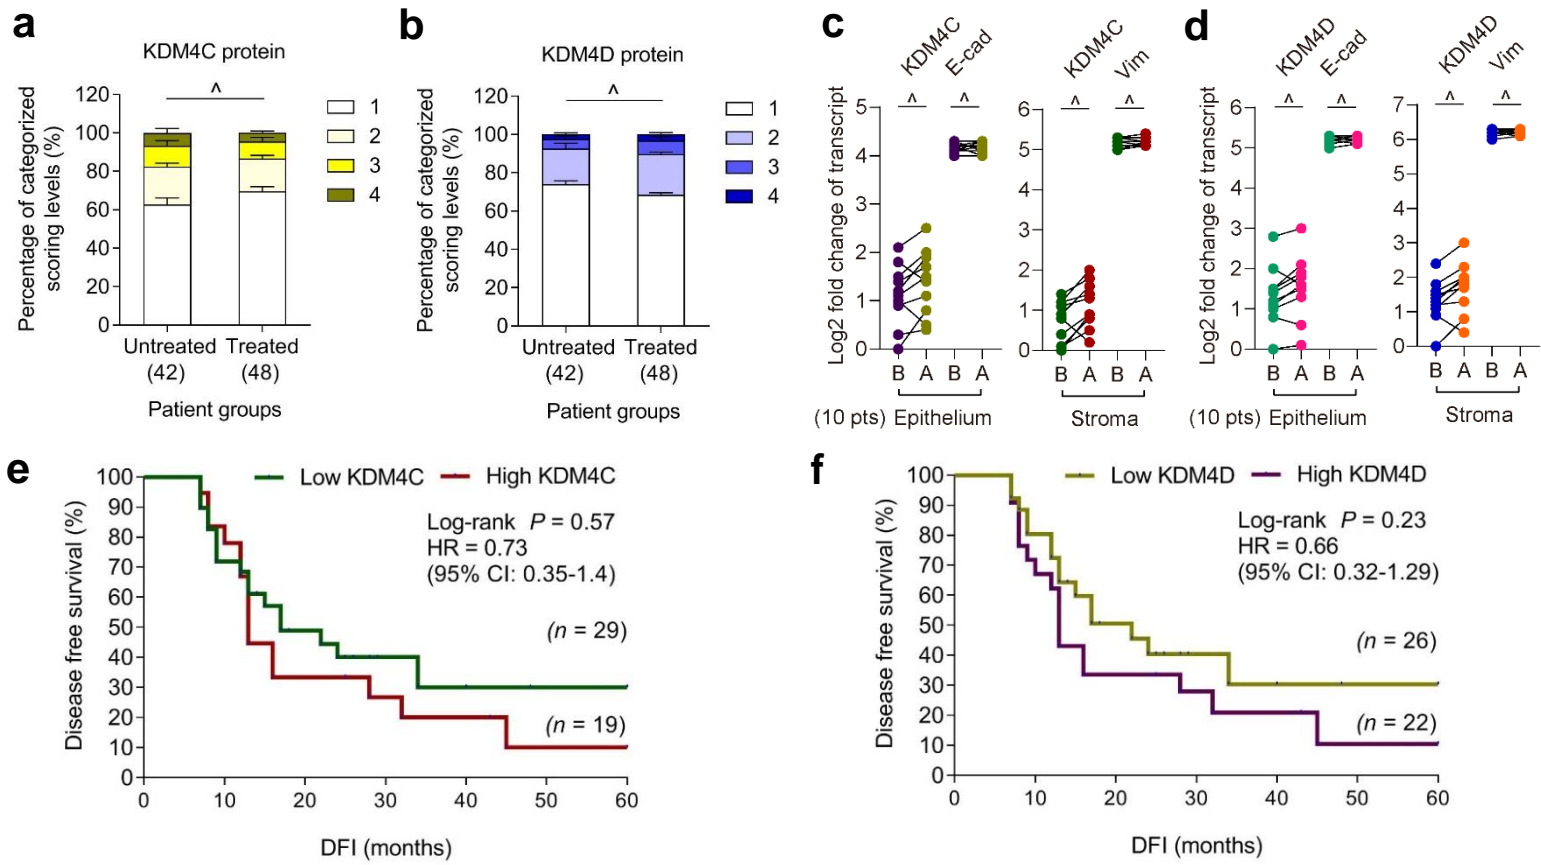 a
KDM4C protein
^
Percentage of categorized
scoring levels (%)
120
100
80
60
40
20
0
1
2
3
4
Untreated Treated
(42) (48)
Patient groups
b
KDM4D protein
^
Percentage of categorized
scoring levels (%)
120
100
80
60
40
20
0
1
2
3
4
Untreated Treated
(42) (48)
Patient groups
c
KDM4C
E-cad
^ ^
Log2 fold change of transcript
5
4
3
2
1
0
B A B A
(10 pts) Epithelium
KDM4C
Vim
^ ^
6
5
4
3
2
1
0
B A B A
Stroma
d
KDM4D
E-cad
^ ^
Log2 fold change of transcript
6
5
4
3
2
1
0
B A B A
(10 pts) Epithelium
KDM4D
Vim
^ ^
7
6
5
4
3
2
1
0
B A B A
Stroma
e
Low KDM4C High KDM4C
Log-rank P = 0.57
HR = 0.73
(95% CI: 0.35-1.4)
(n = 29)
(n = 19)
Disease free survival (%)
100
90
80
70
60
50
40
30
20
10
0
0 10 20 30 40 50 60
DFI (months)
f
Low KDM4D High KDM4D
Log-rank P = 0.23
HR = 0.66
(95% CI: 0.32-1.29)
(n = 26)
(n = 22)
Disease free survival (%)
100
90
80
70
60
50
40
30
20
10
0
0 10 20 30 40 50 60
DFI (months)